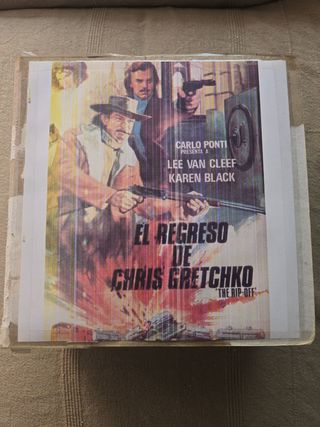 CARLO PONTI
PRESENTA A
LEE VAN CLEEF
KAREN BLACK
EL REGRESO
DE
CHRIS GRETCHKO
"THE RIP-OFF"